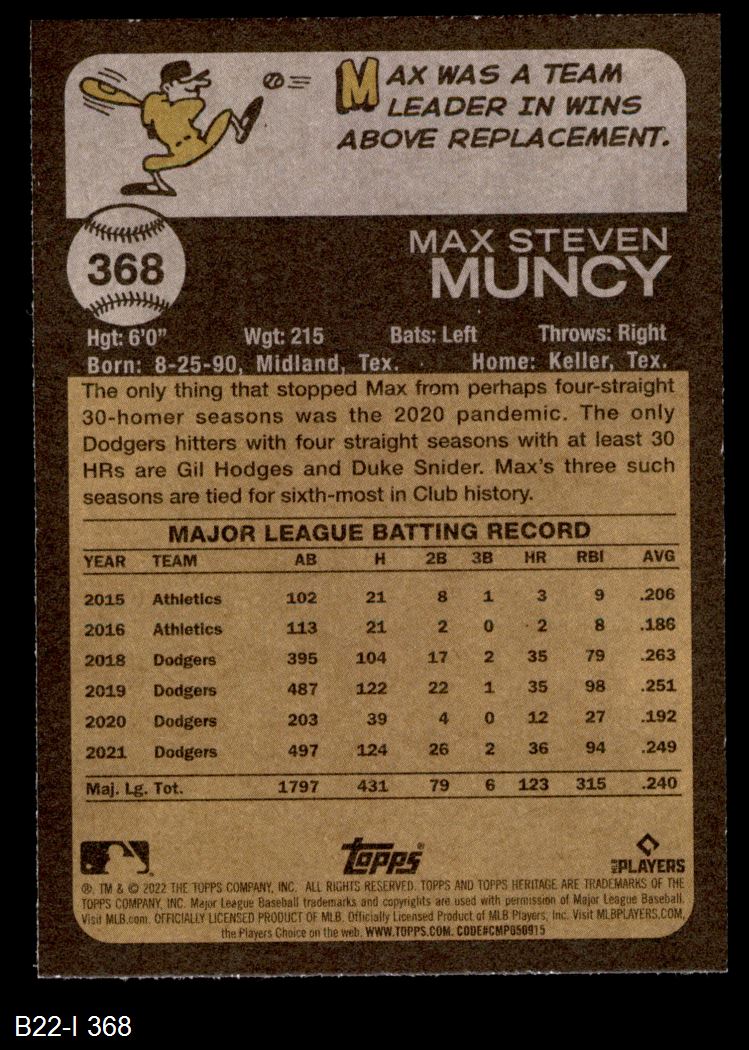 MAX WAS A TEAM
LEADER IN WINS
ABOVE REPLACEMENT.
368
MAX STEVEN
MUNCY
Hgt: 6'0" Wgt: 215 Bats: Left Throws: Right
Born: 8-25-90, Midland, Tex. Home: Keller, Tex.
The only thing that stopped Max from perhaps four-straight
30-homer seasons was the 2020 pandemic. The only
Dodgers hitters with four straight seasons with at least 30
HRs are Gil Hodges and Duke Snider. Max's three such
seasons are tied for sixth-most in Club history.
MAJOR LEAGUE BATTING RECORD
YEAR TEAM AB H 2B 3B HR RBI AVG
2015 Athletics 102 21 8 1 3 9 .206
2016 Athletics 113 21 2 0 2 8 .186
2018 Dodgers 395 104 17 2 35 79 .263
2019 Dodgers 487 122 22 1 35 98 .251
2020 Dodgers 203 39 4 0 12 27 .192
2021 Dodgers 497 124 26 2 36 94 .249
Maj. Lg. Tot. 1797 431 79 6 123 315 .240
Topps®
PLAYERS
®, TM & © 2022 THE TOPPS COMPANY, INC. ALL RIGHTS RESERVED. TOPPS AND TOPPS HERITAGE ARE TRADEMARKS OF THE
TOPPS COMPANY, INC. Major League Baseball trademarks and copyrights are used with permission of Major League Baseball.
Visit MLB.com. OFFICIALLY LICENSED PRODUCT OF MLB. Officially Licensed Product of MLB Players, Inc. Visit MLBPLAYERS.COM,
the Players Choice on the web. WWW.TOPPS.COM. CODE#CMP050915
B22-I 368